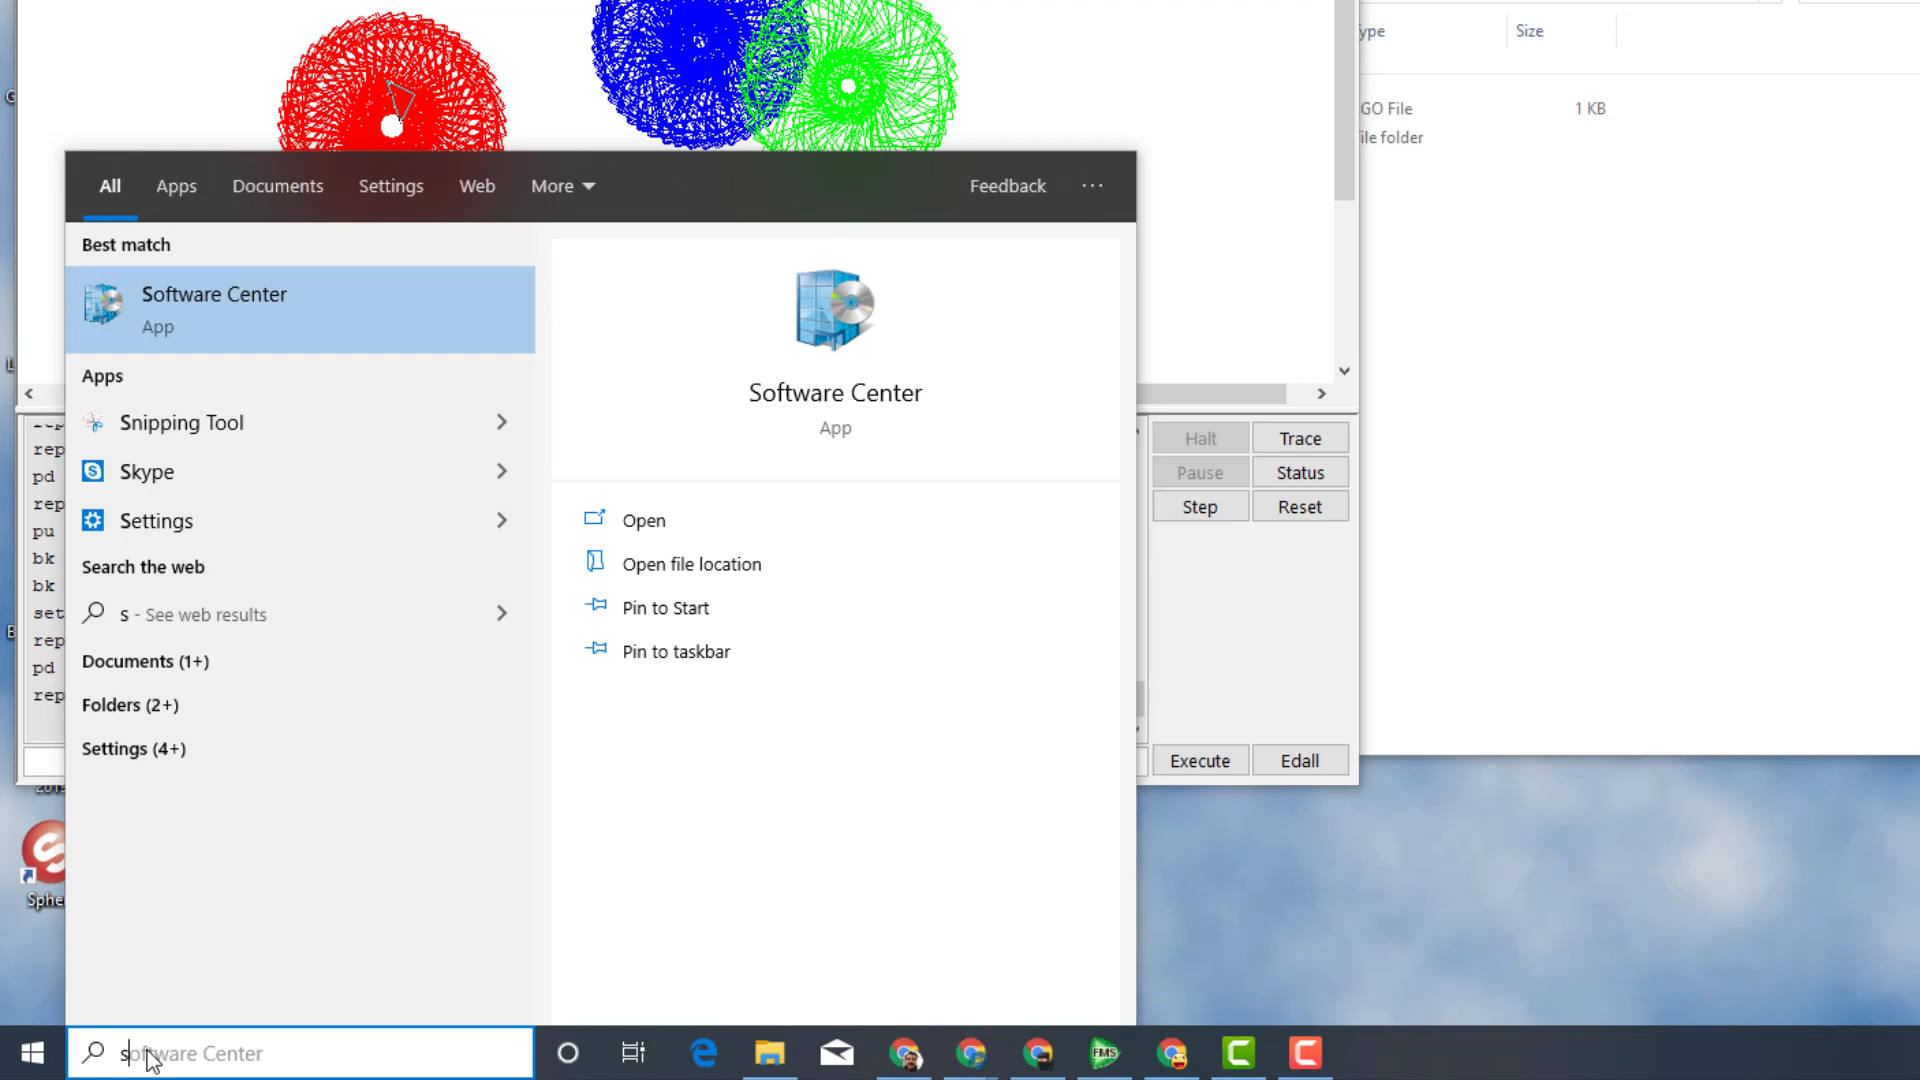 Size
GO File 1 KB
ile folder
All Apps Documents Settings Web More Feedback ...
Best match
Software Center
App
Apps
Snipping Tool
Skype
Settings
Search the web
s - See web results
Documents (1+)
Folders (2+)
Settings (4+)
Software Center
App
Open
Open file location
Pin to Start
Pin to taskbar
rep
pd
rep
pu
bk
bk
set
rep
pd
rep
Halt Trace
Pause Status
Step Reset
Execute Edall
Sphe
software Center
FMS